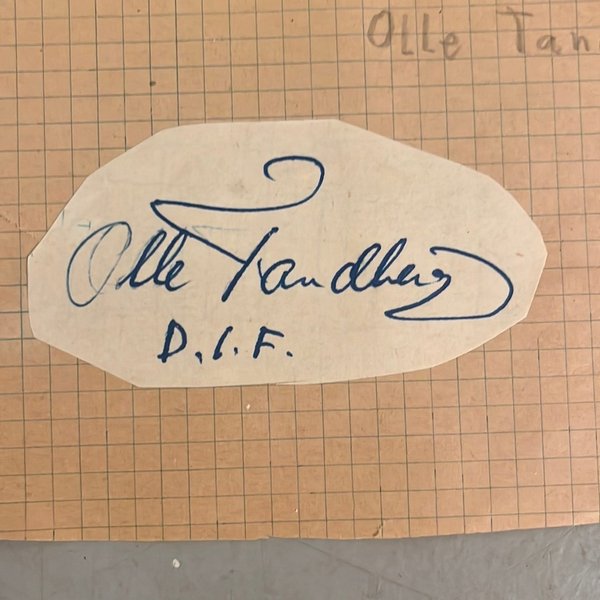 Olle Tan
Olle Tandberg
D.I.F.